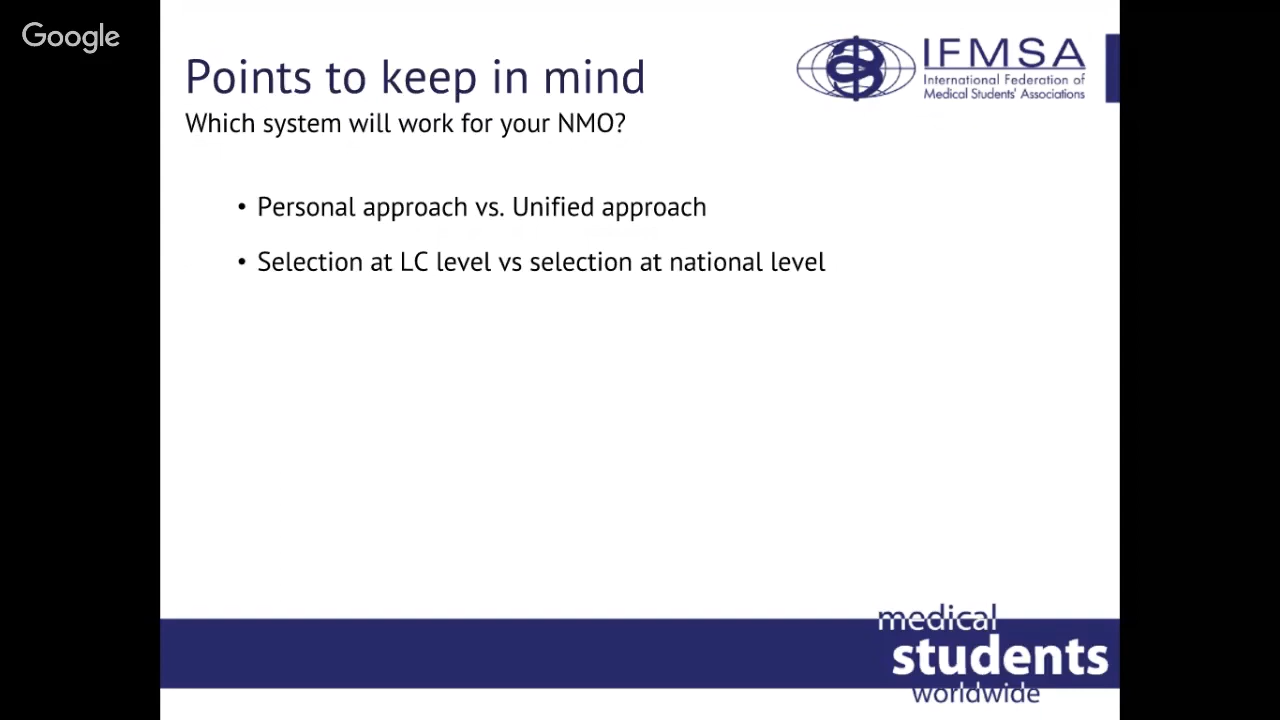 Google
Points to keep in mind
Which system will work for your NMO?
IFMSA
International Federation of
Medical Students' Associations
• Personal approach vs. Unified approach
• Selection at LC level vs selection at national level
medical
students
worldwide